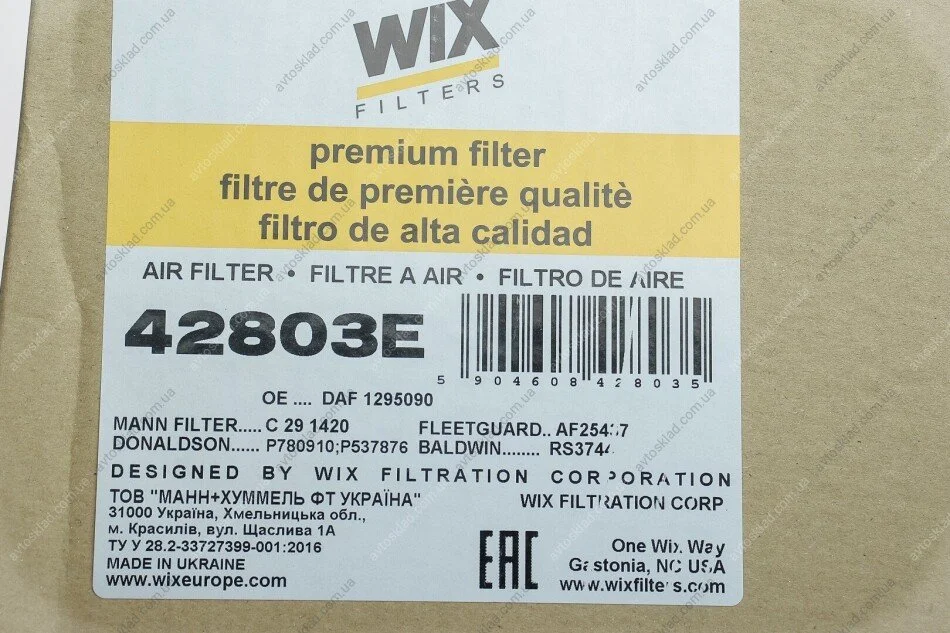 WIX
FILTERS
premium filter
filtre de première qualitè
filtro de alta calidad
AIR FILTER • FILTRE A AIR • FILTRO DE AIRE
42803E
5 904608 428035
OE .... DAF 1295090
MANN FILTER..... C 29 1420 FLEETGUARD..
DONALDSON...... P780910;P537876 BALDWIN........
DESIGNED BY WIX FILTRATION CORPORATION
ТОВ "МАНН+ХУММЕЛЬ ФТ УКРАЇНА" WIX FILTRATION CORP
31000 Україна, Хмельницька обл.,
м. Красилів, вул. Щаслива 1А
ТУ У 28.2-33727399-001:2016
MADE IN UKRAINE
www.wixeurope.com
EAC
One Wix Way
Gastonia, NC USA
www.wixfilters.com
avtosklad.com.ua